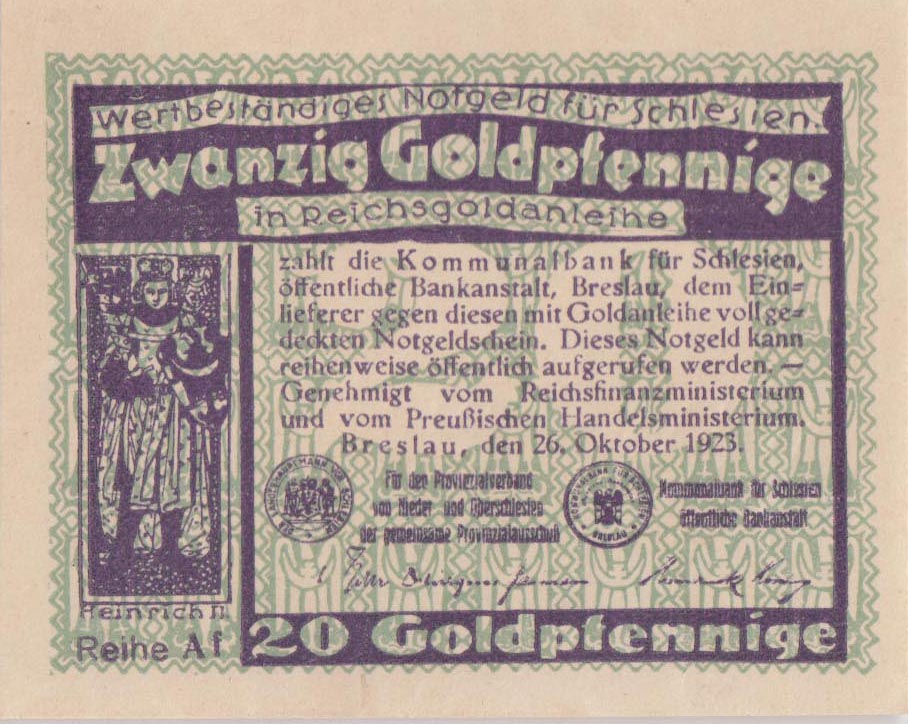 Wertbeständiges Notgeld für Schlesien.
Zwanzig Goldpfennige
in Reichsgoldanleihe
zahlt die Kommunalbank für Schlesien,
öffentliche Bankanstalt, Breslau, dem Ein=
lieferer gegen diesen mit Goldanleihe vollge=
deckten Notgeldschein. Dieses Notgeld kann
reihenweise öffentlich aufgerufen werden. —
Genehmigt vom Reichsfinanzministerium
und vom Preußischen Handelsministerium.
Breslau, den 26. Oktober 1923.
Für den Provinzialverband
von Nieder und Oberschlesien
der gemeinsame Provinzialausschuß
BRESLAU
Kommunalbank für Schlesien
öffentliche Bankanstalt
Heinrich II.
Reihe Af
20 Goldpfennige